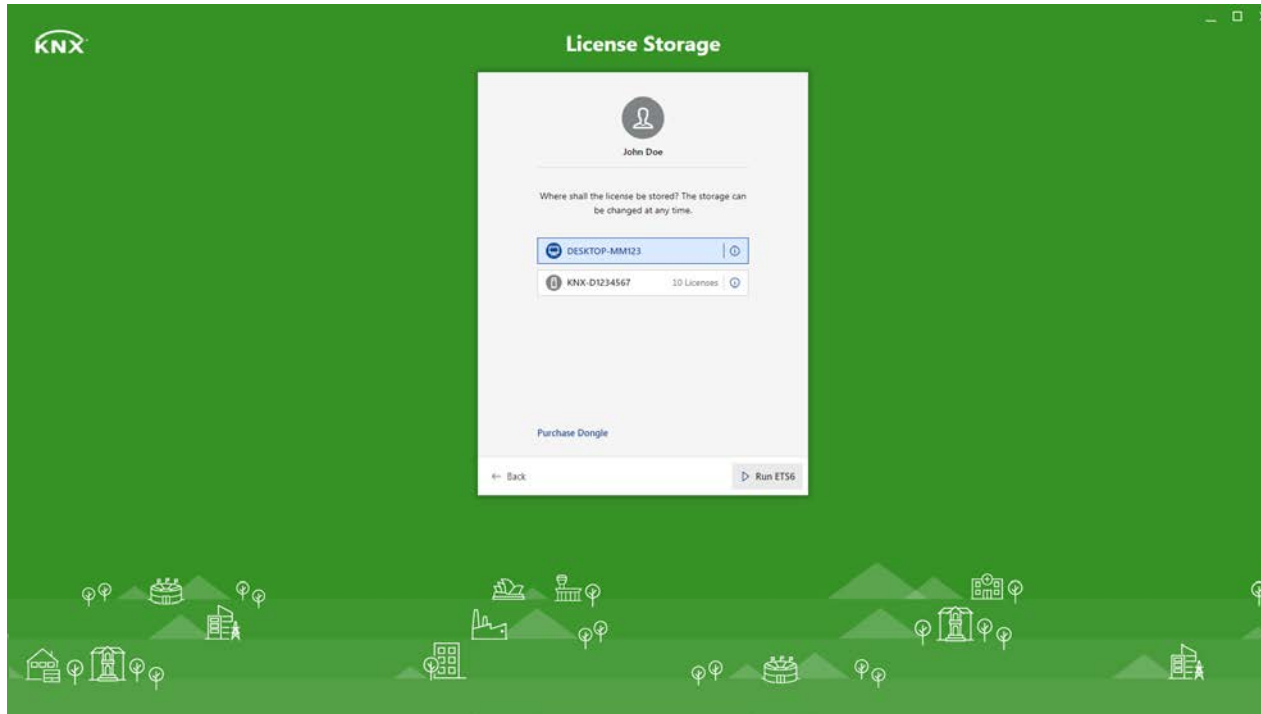 KNX
License Storage
John Doe
Where shall the license be stored? The storage can
be changed at any time.
DESKTOP-MM123
KNX-D1234567 10 Licenses
Purchase Dongle
← Back
Run ETS6